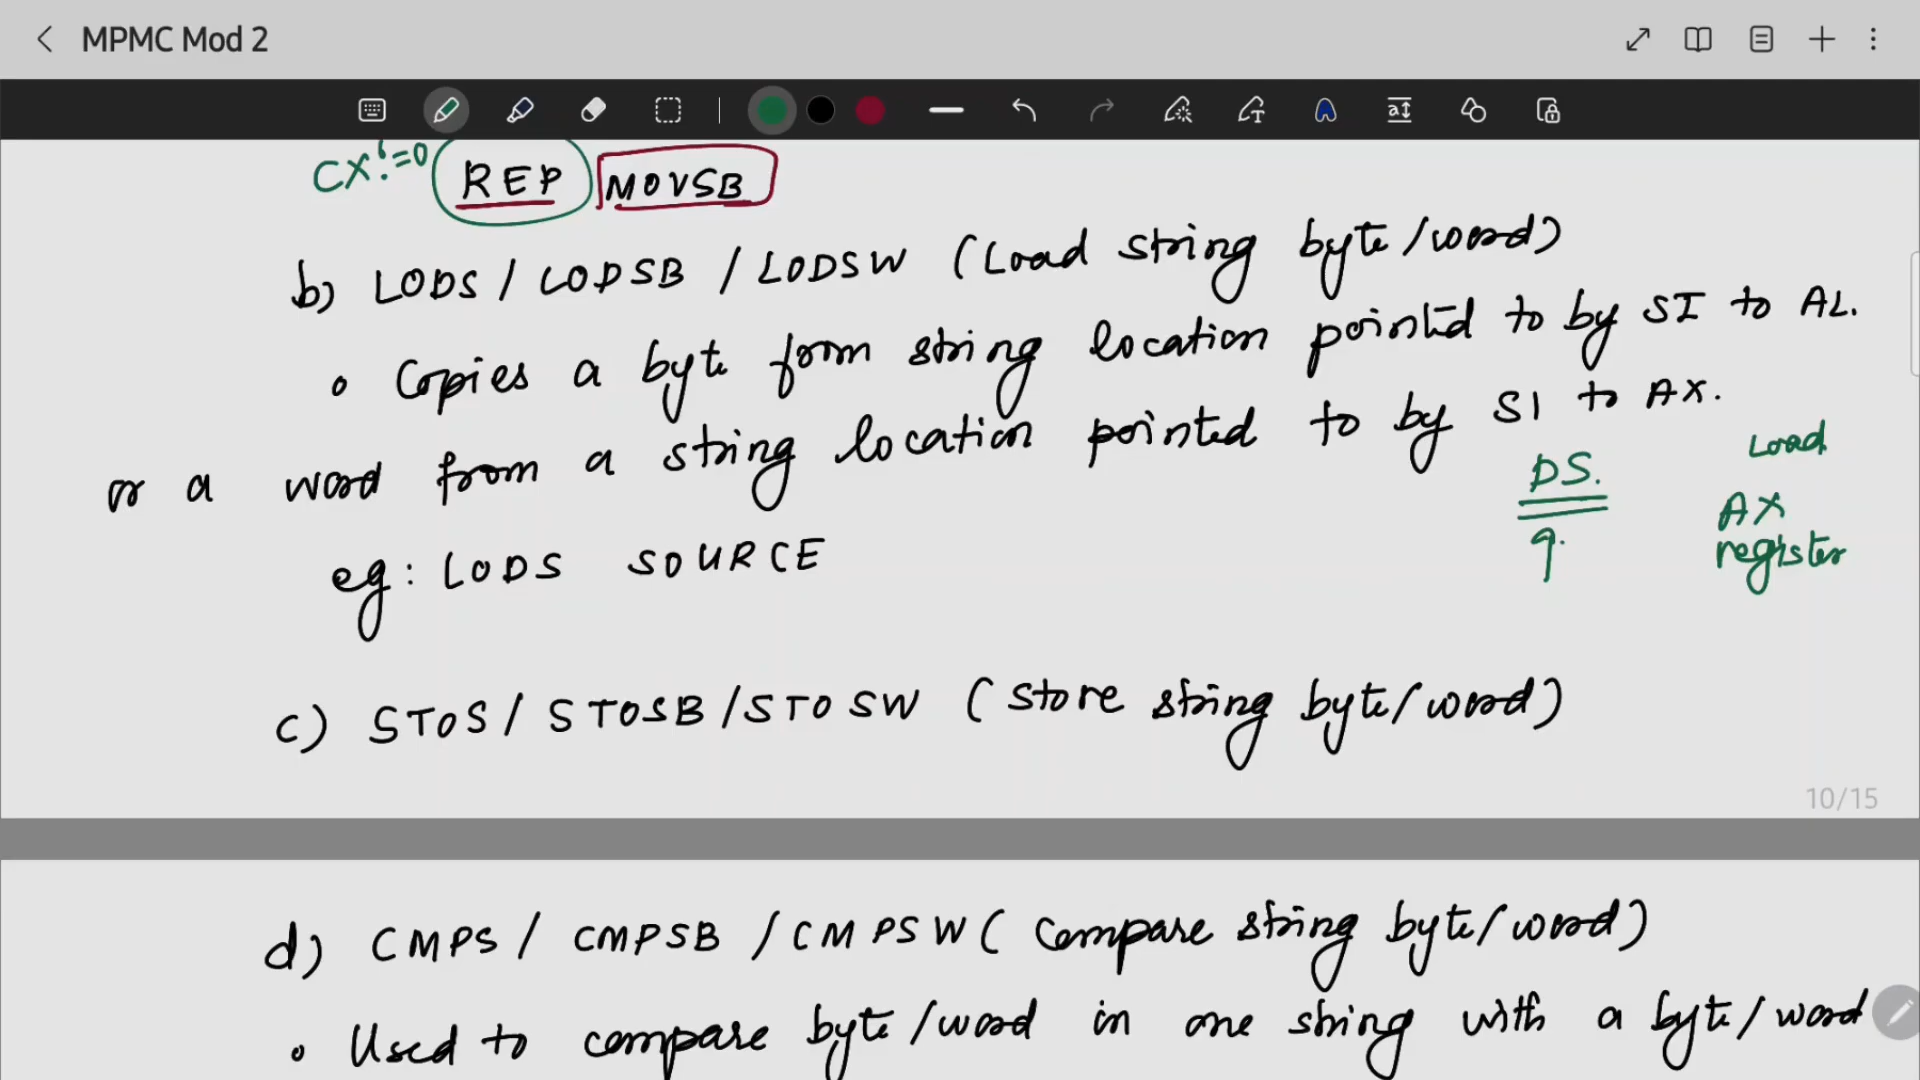 MPMC Mod 2
CX!=0 REP MOVSB
b) LODS / LODSB / LODSW (Load string byte/word)
• Copies a byte from string location pointed to by SI to AL.
or a word from a string location pointed to by SI to AX.
Load
DS.
AX
register
eg: LODS SOURCE
c) STOS / STOSB / STOSW (Store string byte/word)
10/15
d) CMPS / CMPSB / CMPSW (Compare string byte/word)
• Used to compare byte/word in one string with a byte/word